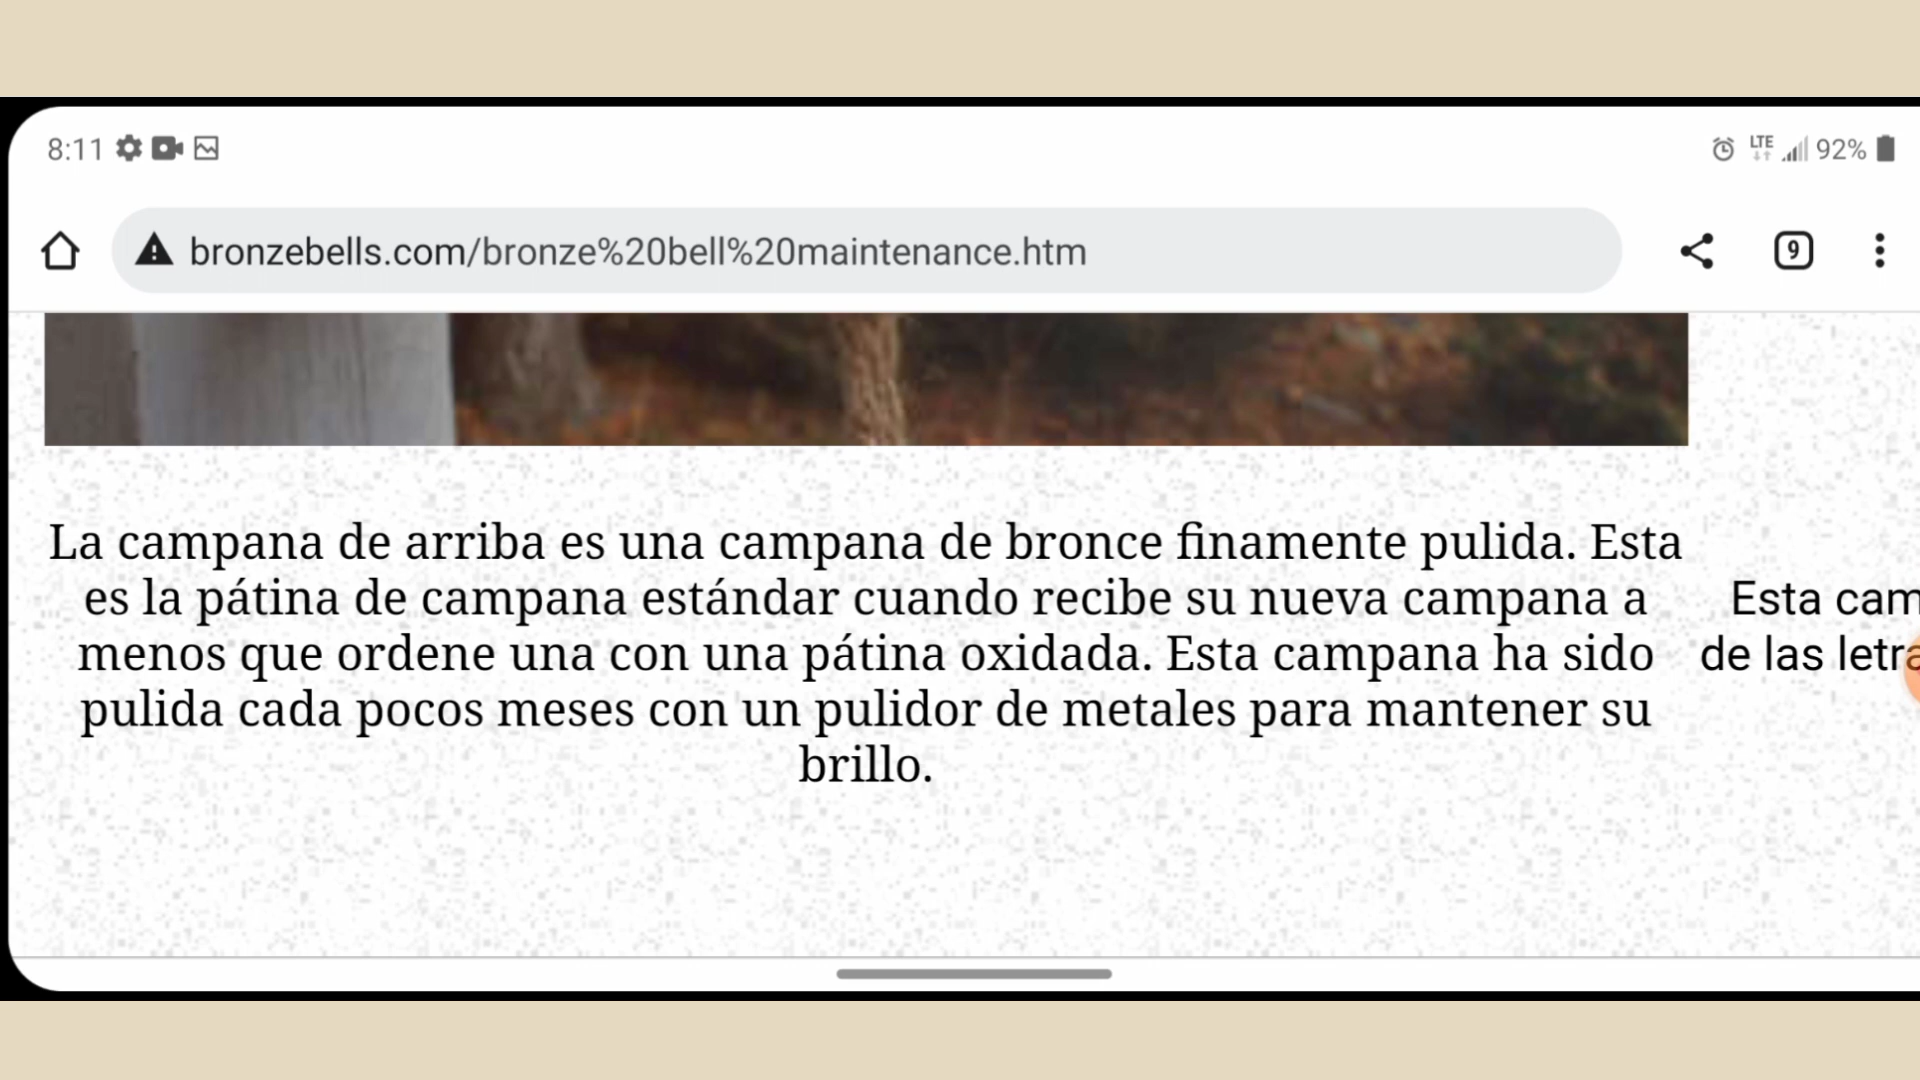 8:11
LTE 92%
bronzebells.com/bronze%20bell%20maintenance.htm
9
La campana de arriba es una campana de bronce finamente pulida. Esta
es la pátina de campana estándar cuando recibe su nueva campana a
menos que ordene una con una pátina oxidada. Esta campana ha sido
pulida cada pocos meses con un pulidor de metales para mantener su
brillo.
Esta
de las